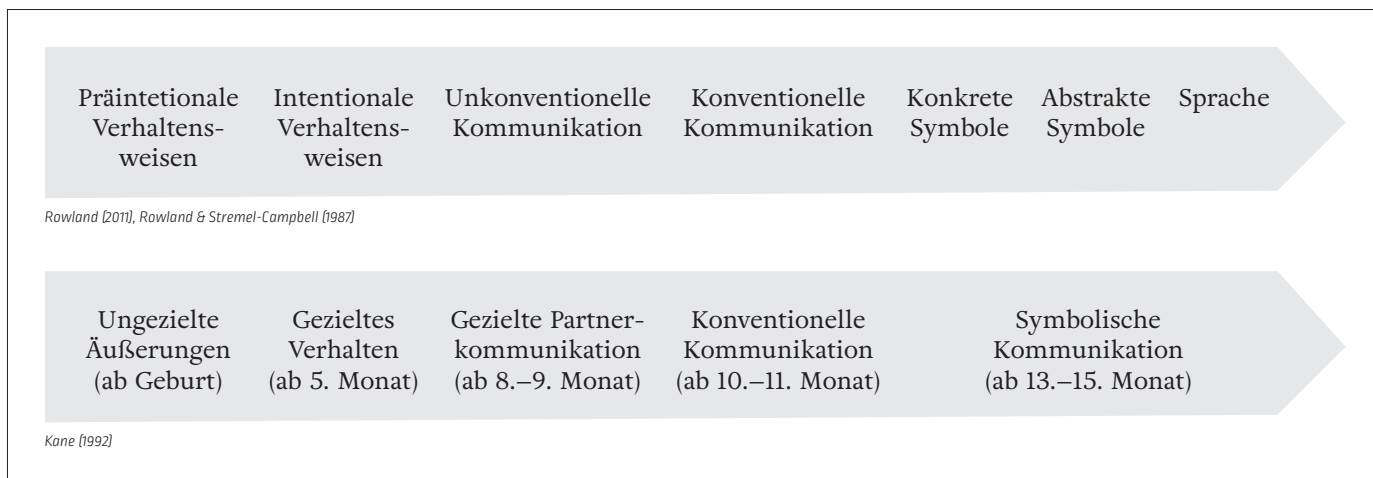 Präintetionale Verhaltens- weisen
Intentionale Verhaltens- weisen
Unkonventionelle Kommunikation
Konventionelle Kommunikation
Konkrete Symbole
Abstrakte Symbole
Sprache
Rowland (2011), Rowland & Stremel-Campbell (1987)
Ungezielte Äußerungen (ab Geburt)
Gezieltes Verhalten (ab 5. Monat)
Gezielte Partner- kommunikation (ab 8.–9. Monat)
Konventionelle Kommunikation (ab 10.–11. Monat)
Symbolische Kommunikation (ab 13.–15. Monat)
Kane (1992)